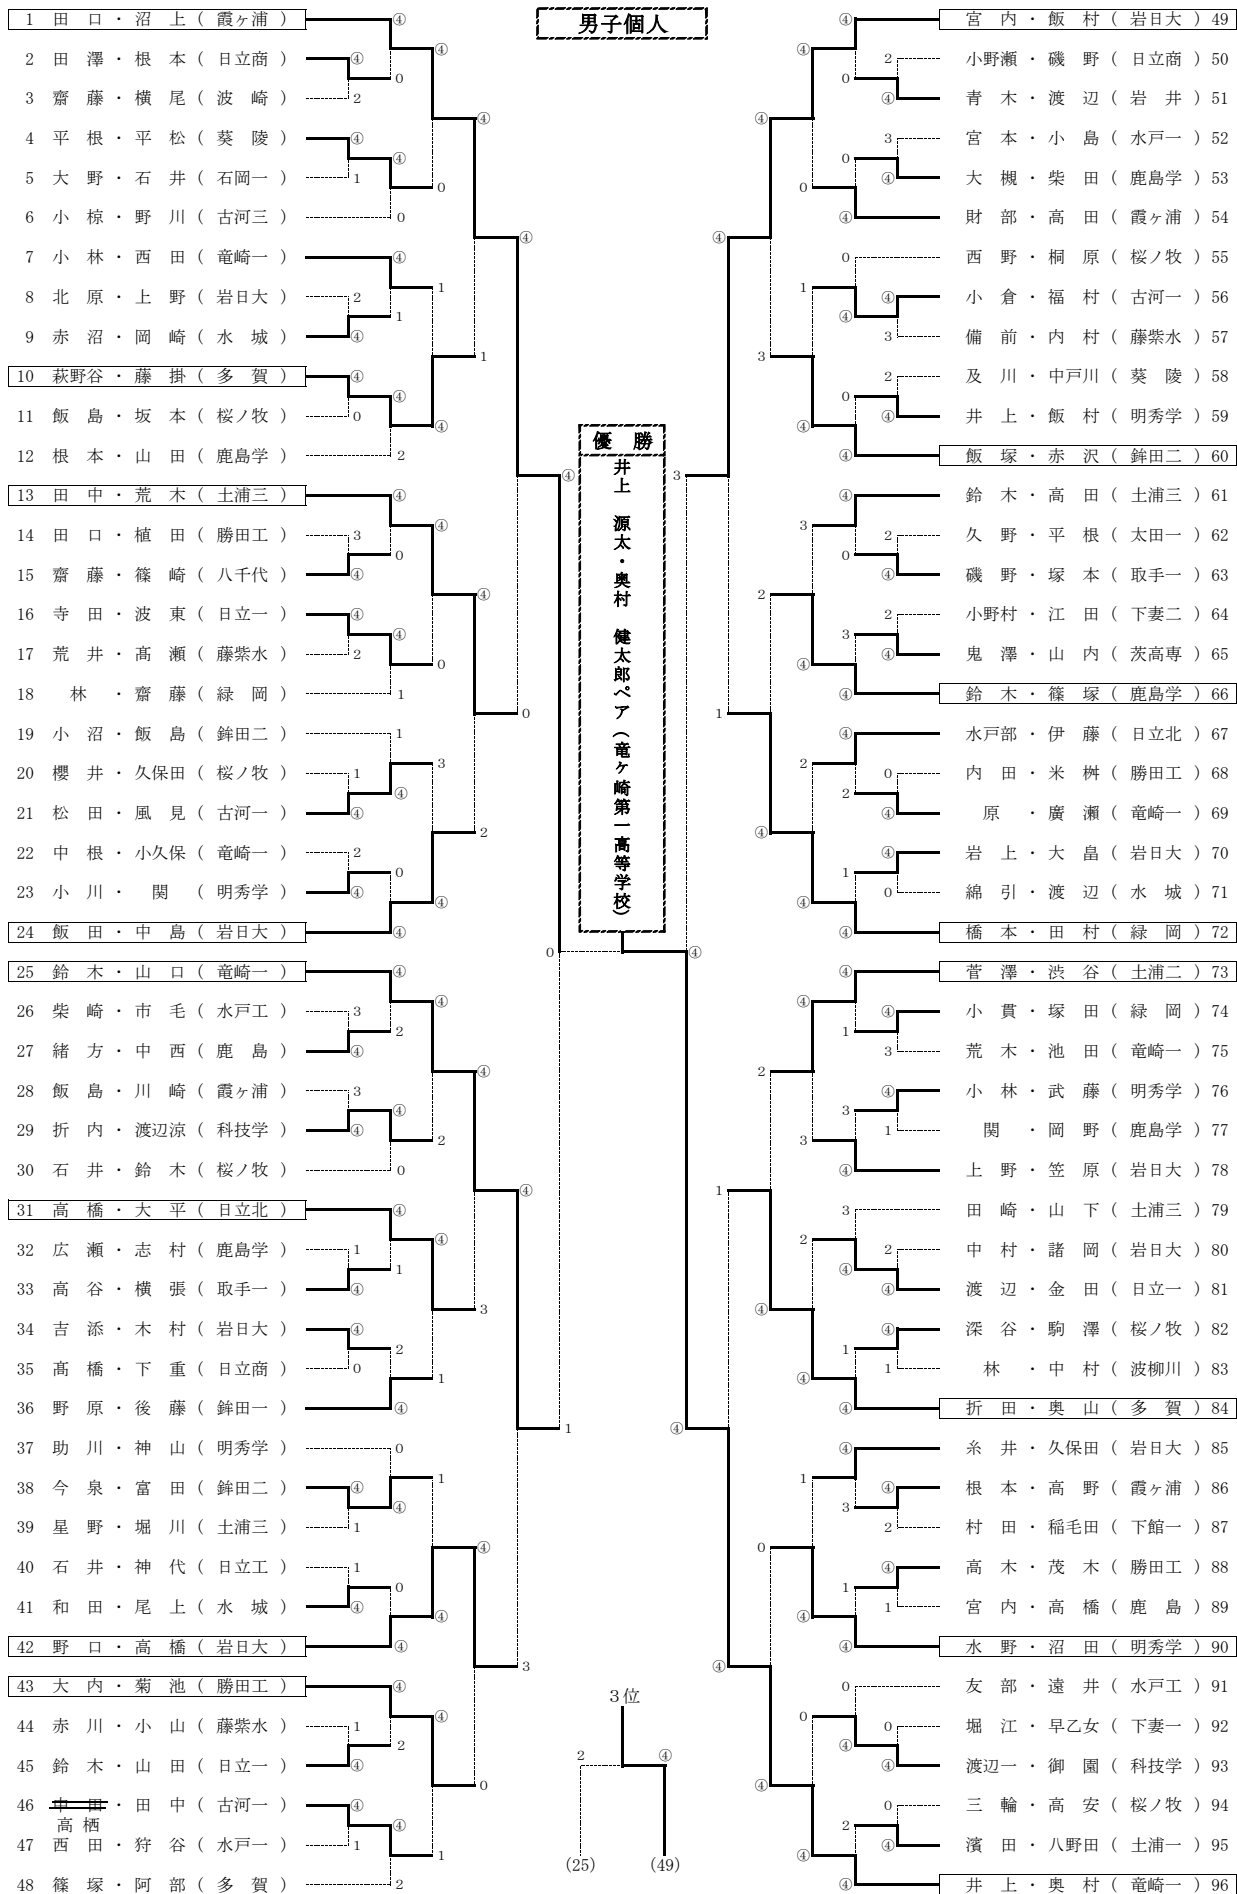 男子個人
1 田 口 ・ 沼 上 ( 霞ヶ浦 )
2 田 澤 ・ 根 本 ( 日立商 )
3 齋 藤 ・ 横 尾 ( 波 崎 )
4 平 根 ・ 平 松 ( 葵 陵 )
5 大 野 ・ 石 井 ( 石岡一 )
6 小 椋 ・ 野 川 ( 古河三 )
7 小 林 ・ 西 田 ( 竜崎一 )
8 北 原 ・ 上 野 ( 岩日大 )
9 赤 沼 ・ 岡 崎 ( 水 城 )
10 萩野谷 ・ 藤 掛 ( 多 賀 )
11 飯 島 ・ 坂 本 ( 桜ノ牧 )
12 根 本 ・ 山 田 ( 鹿島学 )
13 田 中 ・ 荒 木 ( 土浦三 )
14 田 口 ・ 植 田 ( 勝田工 )
15 齋 藤 ・ 篠 崎 ( 八千代 )
16 寺 田 ・ 波 東 ( 日立一 )
17 荒 井 ・ 髙 瀬 ( 藤紫水 )
18 林 ・ 齋 藤 ( 緑 岡 )
19 小 沼 ・ 飯 島 ( 鉾田二 )
20 櫻 井 ・ 久保田 ( 桜ノ牧 )
21 松 田 ・ 風 見 ( 古河一 )
22 中 根 ・ 小久保 ( 竜崎一 )
23 小 川 ・ 関 ( 明秀学 )
24 飯 田 ・ 中 島 ( 岩日大 )
25 鈴 木 ・ 山 口 ( 竜崎一 )
26 柴 崎 ・ 市 毛 ( 水戸工 )
27 緒 方 ・ 中 西 ( 鹿 島 )
28 飯 島 ・ 川 崎 ( 霞ヶ浦 )
29 折 内 ・ 渡辺涼 ( 科技学 )
30 石 井 ・ 鈴 木 ( 桜ノ牧 )
31 高 橋 ・ 大 平 ( 日立北 )
32 広 瀬 ・ 志 村 ( 鹿島学 )
33 高 谷 ・ 横 張 ( 取手一 )
34 吉 添 ・ 木 村 ( 岩日大 )
35 髙 橋 ・ 下 重 ( 日立商 )
36 野 原 ・ 後 藤 ( 鉾田一 )
37 助 川 ・ 神 山 ( 明秀学 )
38 今 泉 ・ 富 田 ( 鉾田二 )
39 星 野 ・ 堀 川 ( 土浦三 )
40 石 井 ・ 神 代 ( 日立工 )
41 和 田 ・ 尾 上 ( 水 城 )
42 野 口 ・ 高 橋 ( 岩日大 )
43 大 内 ・ 菊 池 ( 勝田工 )
44 赤 川 ・ 小 山 ( 藤紫水 )
45 鈴 木 ・ 山 田 ( 日立一 )
46 中 田 ・ 田 中 ( 古河一 )
高 栖
47 西 田 ・ 狩 谷 ( 水戸一 )
48 篠 塚 ・ 阿 部 ( 多 賀 )
優 勝
井上 源太・奥村 健太郎ペア（竜ケ崎第一高等学校）
3位
2 ④
(25) (49)
宮 内 ・ 飯 村 ( 岩日大 ) 49
小野瀬 ・ 磯 野 ( 日立商 ) 50
青 木 ・ 渡 辺 ( 岩 井 ) 51
宮 本 ・ 小 島 ( 水戸一 ) 52
大 槻 ・ 柴 田 ( 鹿島学 ) 53
財 部 ・ 高 田 ( 霞ヶ浦 ) 54
西 野 ・ 桐 原 ( 桜ノ牧 ) 55
小 倉 ・ 福 村 ( 古河一 ) 56
備 前 ・ 内 村 ( 藤紫水 ) 57
及 川 ・ 中戸川 ( 葵 陵 ) 58
井 上 ・ 飯 村 ( 明秀学 ) 59
飯 塚 ・ 赤 沢 ( 鉾田二 ) 60
鈴 木 ・ 高 田 ( 土浦三 ) 61
久 野 ・ 平 根 ( 太田一 ) 62
磯 野 ・ 塚 本 ( 取手一 ) 63
小野村 ・ 江 田 ( 下妻二 ) 64
鬼 澤 ・ 山 内 ( 茨高専 ) 65
鈴 木 ・ 篠 塚 ( 鹿島学 ) 66
水戸部 ・ 伊 藤 ( 日立北 ) 67
内 田 ・ 米 桝 ( 勝田工 ) 68
原 ・ 廣 瀬 ( 竜崎一 ) 69
岩 上 ・ 大 畠 ( 岩日大 ) 70
綿 引 ・ 渡 辺 ( 水 城 ) 71
橋 本 ・ 田 村 ( 緑 岡 ) 72
菅 澤 ・ 渋 谷 ( 土浦二 ) 73
小 貫 ・ 塚 田 ( 緑 岡 ) 74
荒 木 ・ 池 田 ( 竜崎一 ) 75
小 林 ・ 武 藤 ( 明秀学 ) 76
関 ・ 岡 野 ( 鹿島学 ) 77
上 野 ・ 笠 原 ( 岩日大 ) 78
田 崎 ・ 山 下 ( 土浦三 ) 79
中 村 ・ 諸 岡 ( 岩日大 ) 80
渡 辺 ・ 金 田 ( 日立一 ) 81
深 谷 ・ 駒 澤 ( 桜ノ牧 ) 82
林 ・ 中 村 ( 波柳川 ) 83
折 田 ・ 奥 山 ( 多 賀 ) 84
糸 井 ・ 久保田 ( 岩日大 ) 85
根 本 ・ 高 野 ( 霞ヶ浦 ) 86
村 田 ・ 稲毛田 ( 下館一 ) 87
高 木 ・ 茂 木 ( 勝田工 ) 88
宮 内 ・ 高 橋 ( 鹿 島 ) 89
水 野 ・ 沼 田 ( 明秀学 ) 90
友 部 ・ 遠 井 ( 水戸工 ) 91
堀 江 ・ 早乙女 ( 下妻一 ) 92
渡辺一 ・ 御 園 ( 科技学 ) 93
三 輪 ・ 高 安 ( 桜ノ牧 ) 94
濱 田 ・ 八野田 ( 土浦一 ) 95
井 上 ・ 奥 村 ( 竜崎一 ) 96